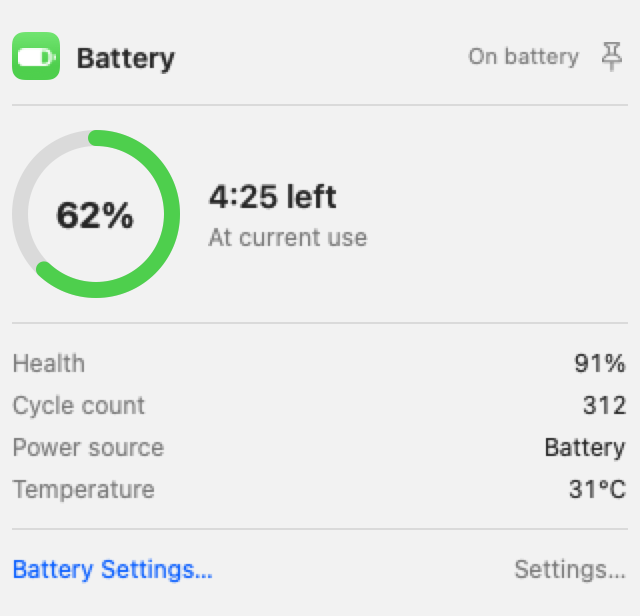 Battery On battery
62%
4:25 left
At current use
Health 91%
Cycle count 312
Power source Battery
Temperature 31°C
Battery Settings... Settings...